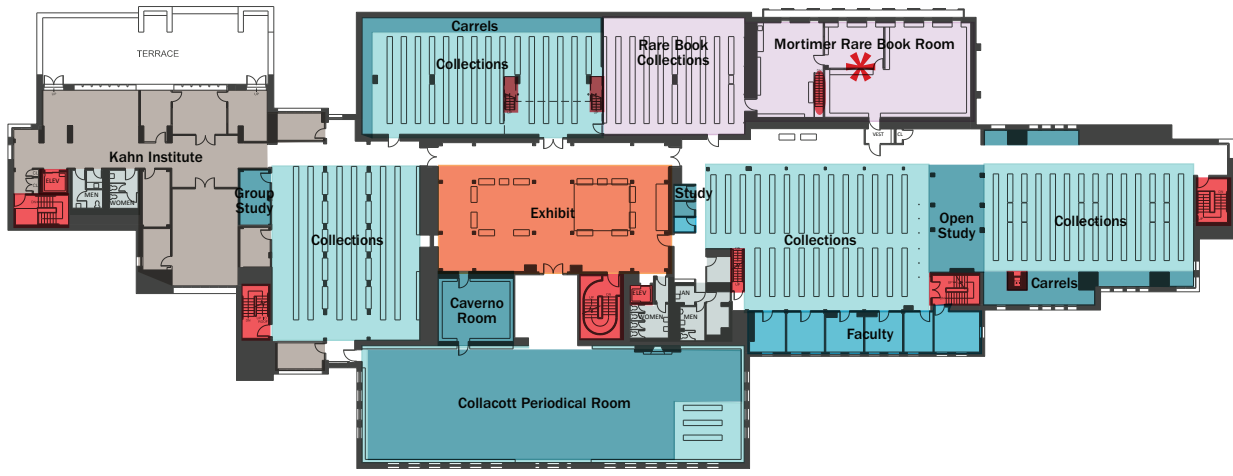 Carrels
Collections
Rare Book
Collections
Mortimer Rare Book Room
TERRACE
VEST
CL
Kahn Institute
ELEV
MEN
WOMEN
Group
Study
Collections
Exhibit
Study
Collections
Open
Study
Collections
Carrels
Caverno
Room
ELEV
WOMEN
JAN
MEN
Faculty
Collacott Periodical Room